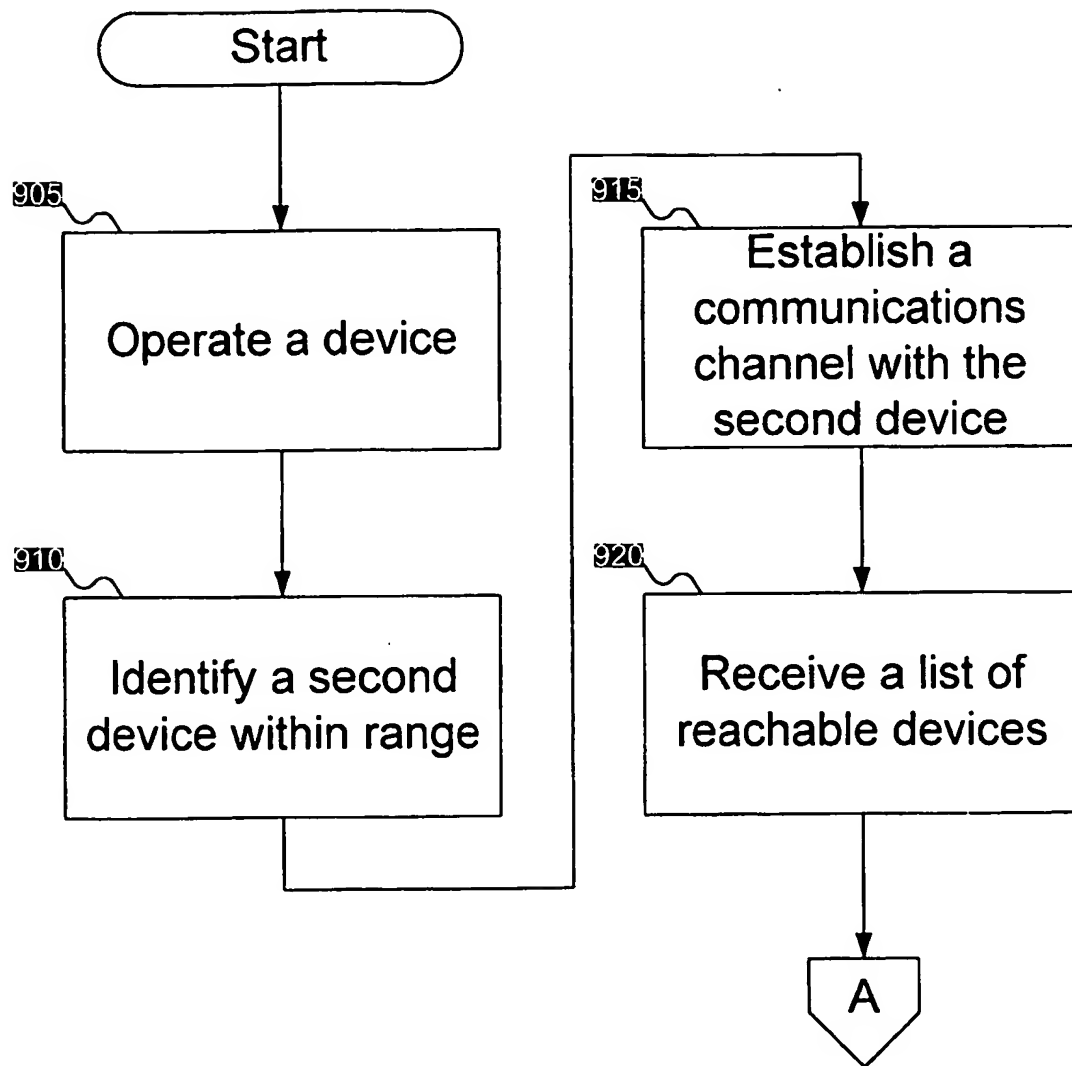 Start
905
Operate a device
910
Identify a second
device within range
915
Establish a
communications
channel with the
second device
920
Receive a list of
reachable devices
A